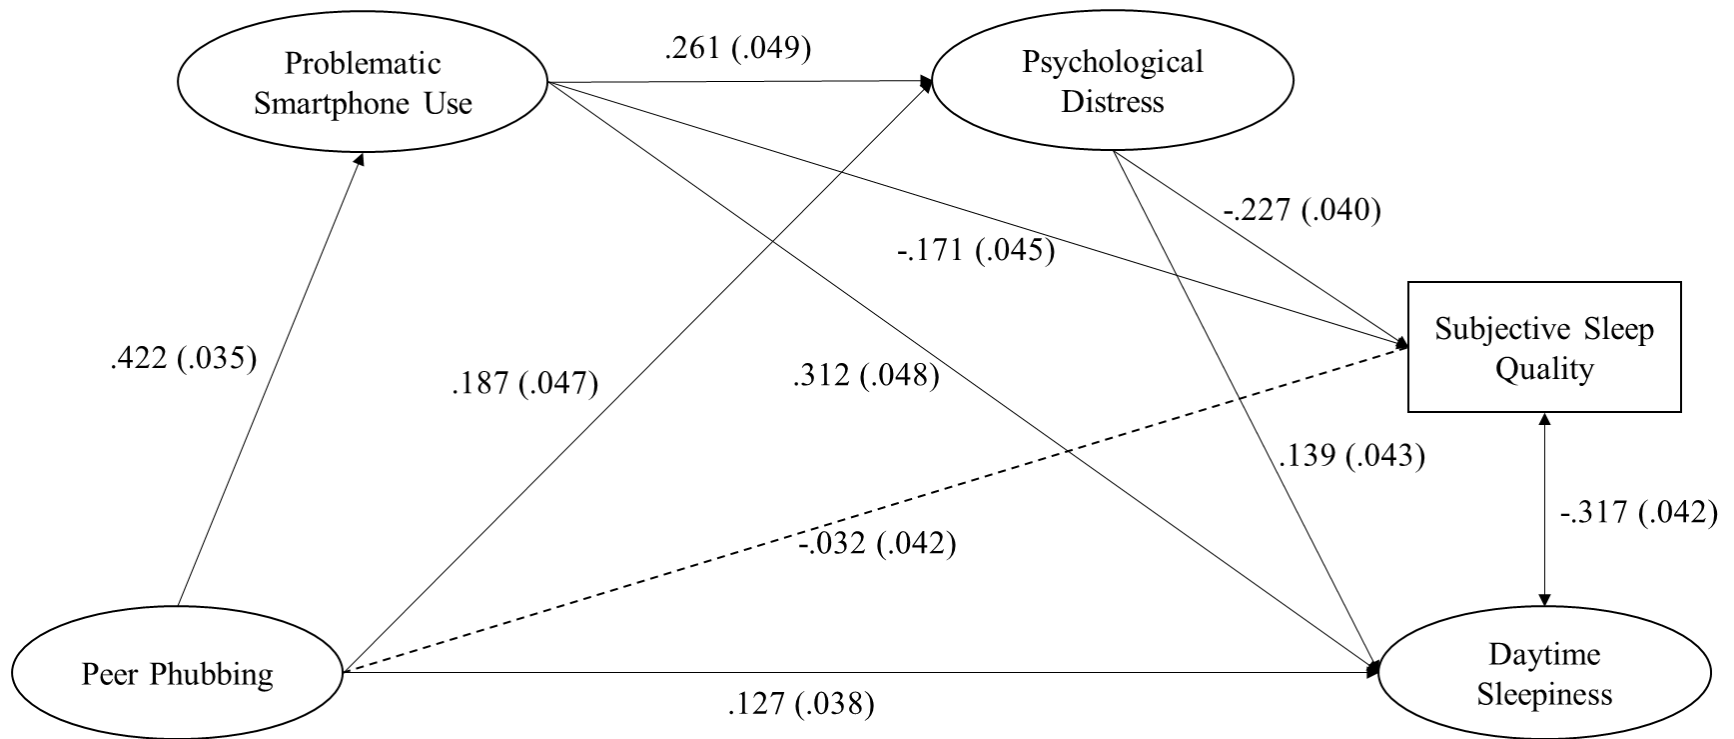 Problematic
Smartphone Use
.261 (.049)
Psychological
Distress
-.227 (.040)
-.171 (.045)
Subjective Sleep
Quality
.422 (.035)
.187 (.047)
.312 (.048)
.139 (.043)
-.317 (.042)
-.032 (.042)
Peer Phubbing
.127 (.038)
Daytime
Sleepiness